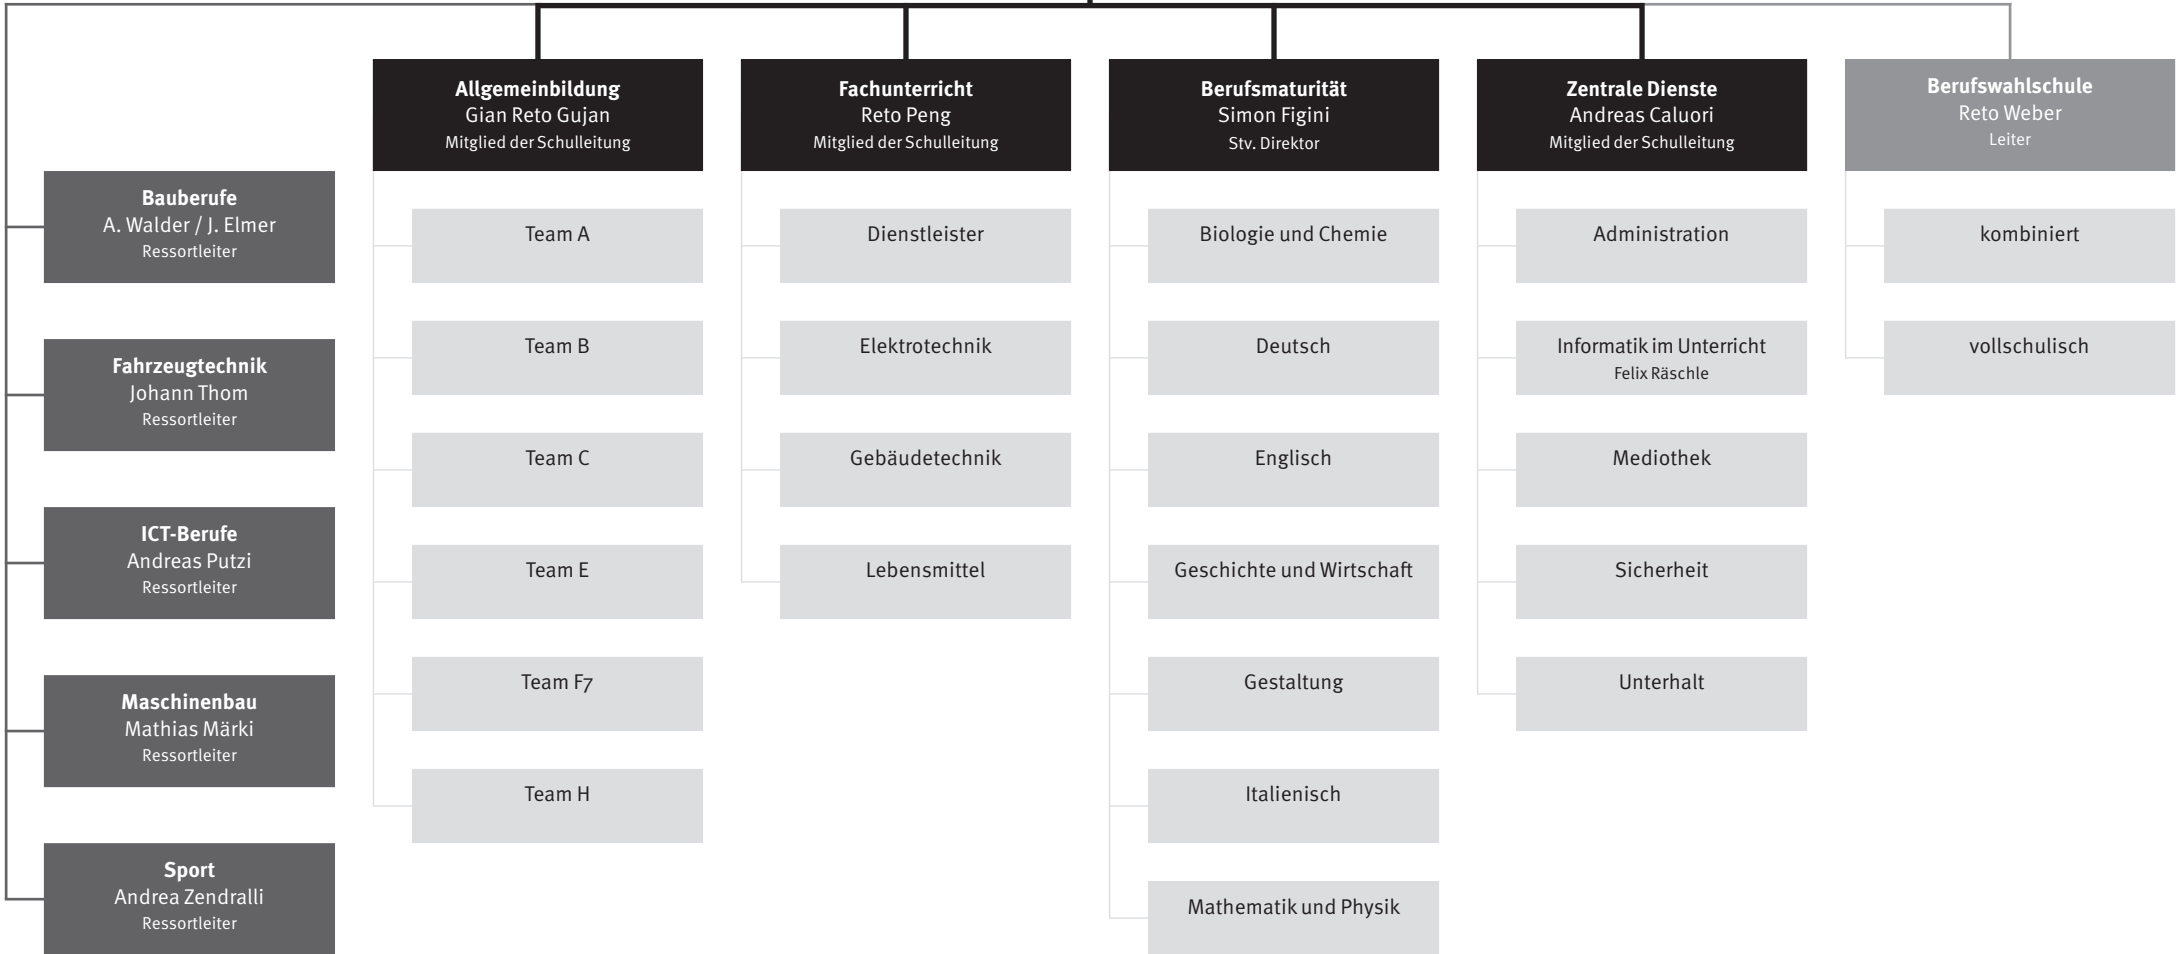 Bauberufe
A. Walder / J. Elmer
Ressortleiter
Fahrzeugtechnik
Johann Thom
Ressortleiter
ICT-Berufe
Andreas Putzi
Ressortleiter
Maschinenbau
Mathias Märki
Ressortleiter
Sport
Andrea Zendralli
Ressortleiter
Allgemeinbildung
Gian Reto Gujan
Mitglied der Schulleitung
Team A
Team B
Team C
Team E
Team F7
Team H
Fachunterricht
Reto Peng
Mitglied der Schulleitung
Dienstleister
Elektrotechnik
Gebäudetechnik
Lebensmittel
Berufsmaturität
Simon Figini
Stv. Direktor
Biologie und Chemie
Deutsch
Englisch
Geschichte und Wirtschaft
Gestaltung
Italienisch
Mathematik und Physik
Zentrale Dienste
Andreas Caluori
Mitglied der Schulleitung
Administration
Informatik im Unterricht
Felix Räschle
Mediothek
Sicherheit
Unterhalt
Berufswahlschule
Reto Weber
Leiter
kombiniert
vollschulisch